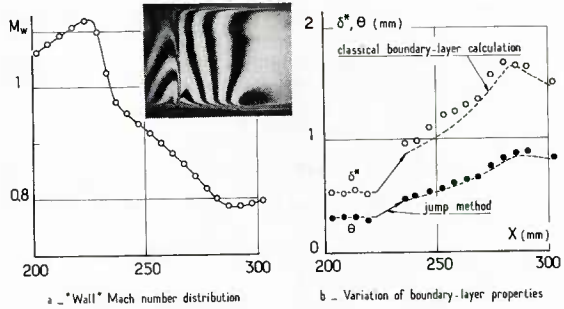 M_w
1
0.8
200
250
300
a _ "Wall" Mach number distribution
δ*, θ (mm)
2
classical boundary-layer calculation
1
δ*
θ
jump method
X (mm)
0
200
250
300
b _ Variation of boundary-layer properties